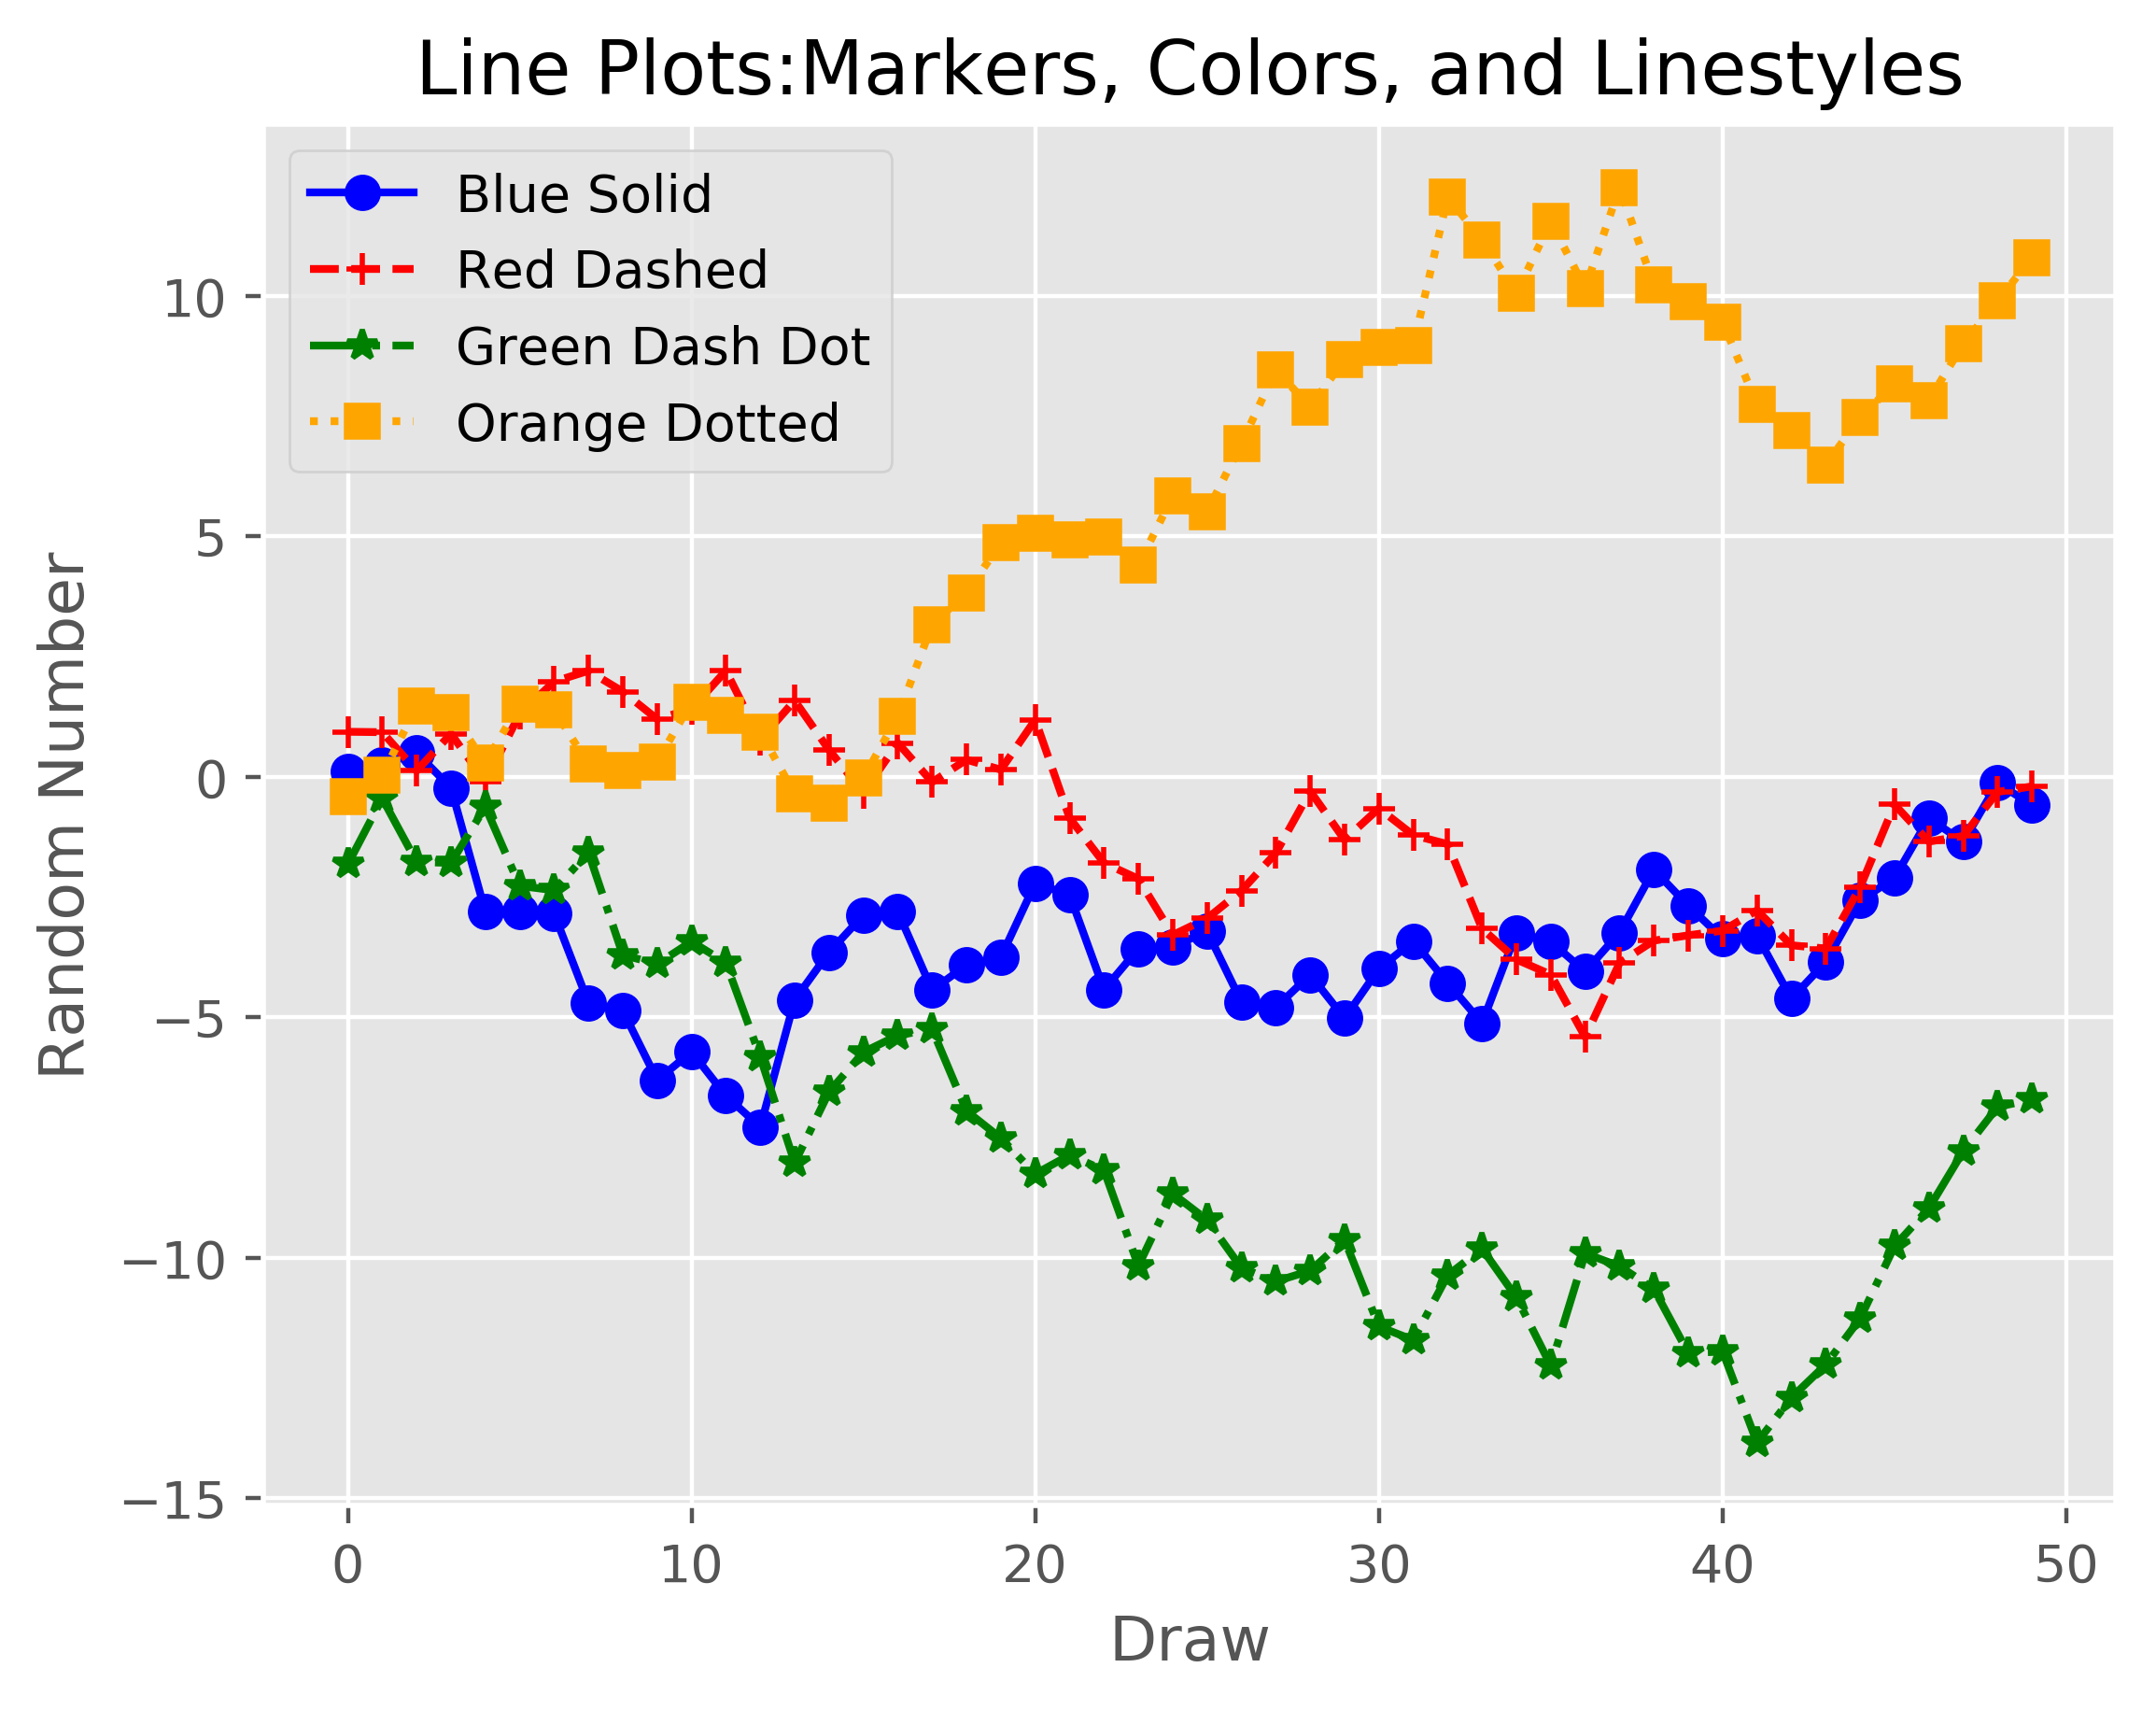 Line Plots:Markers, Colors, and Linestyles
Blue Solid
Red Dashed
Green Dash Dot
Orange Dotted
Random Number
10
5
0
−5
−10
−15
0 10 20 30 40 50
Draw